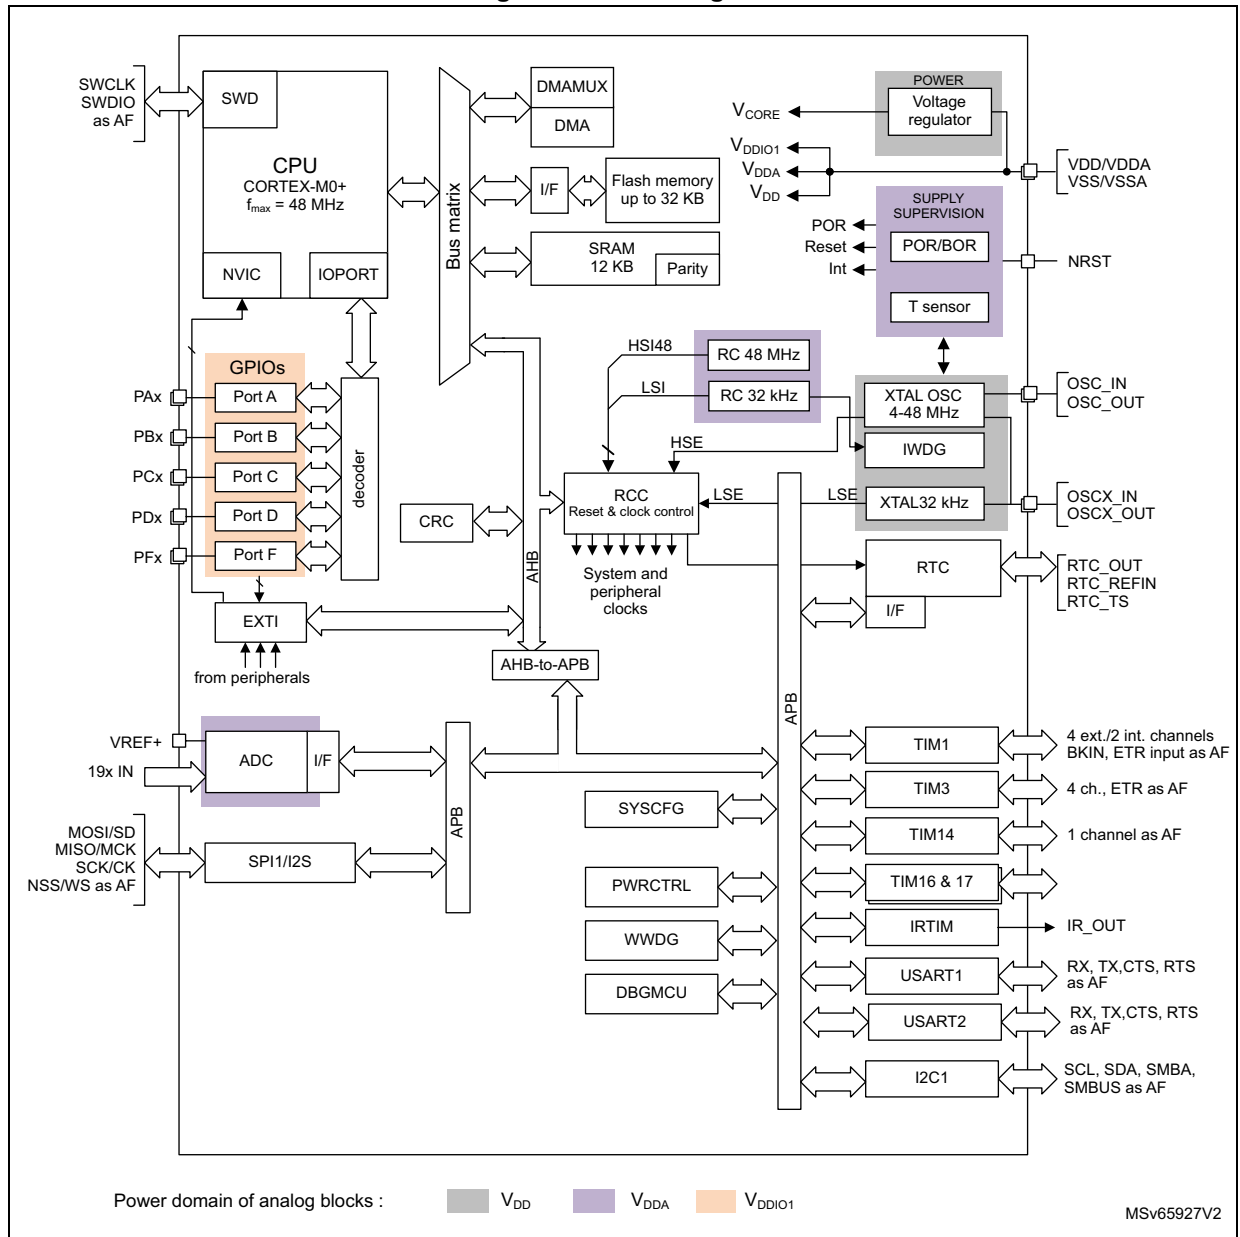 SWCLK
SWDIO
as AF
SWD
CPU
CORTEX-M0+
fmax = 48 MHz
NVIC
IOPORT
Bus matrix
DMAMUX
DMA
I/F
Flash memory
up to 32 KB
SRAM
12 KB
Parity
POWER
Voltage
regulator
VCORE
VDDIO1
VDDA
VDD
VDD/VDDA
VSS/VSSA
SUPPLY
SUPERVISION
POR
Reset
Int
POR/BOR
T sensor
NRST
HSI48
RC 48 MHz
LSI
RC 32 kHz
XTAL OSC
4-48 MHz
IWDG
XTAL32 kHz
OSC_IN
OSC_OUT
OSCX_IN
OSCX_OUT
HSE
LSE
LSE
GPIOs
PAx
Port A
PBx
Port B
PCx
Port C
PDx
Port D
PFx
Port F
decoder
CRC
RCC
Reset & clock control
System and
peripheral
clocks
AHB
RTC
I/F
RTC_OUT
RTC_REFIN
RTC_TS
EXTI
from peripherals
AHB-to-APB
APB
VREF+
19x IN
ADC
I/F
APB
MOSI/SD
MISO/MCK
SCK/CK
NSS/WS as AF
SPI1/I2S
SYSCFG
PWRCTRL
WWDG
DBGMCU
TIM1
4 ext./2 int. channels
BKIN, ETR input as AF
TIM3
4 ch., ETR as AF
TIM14
1 channel as AF
TIM16 & 17
IRTIM
IR_OUT
USART1
RX, TX,CTS, RTS
as AF
USART2
RX, TX,CTS, RTS
as AF
I2C1
SCL, SDA, SMBA,
SMBUS as AF
Power domain of analog blocks :
VDD
VDDA
VDDIO1
MSv65927V2